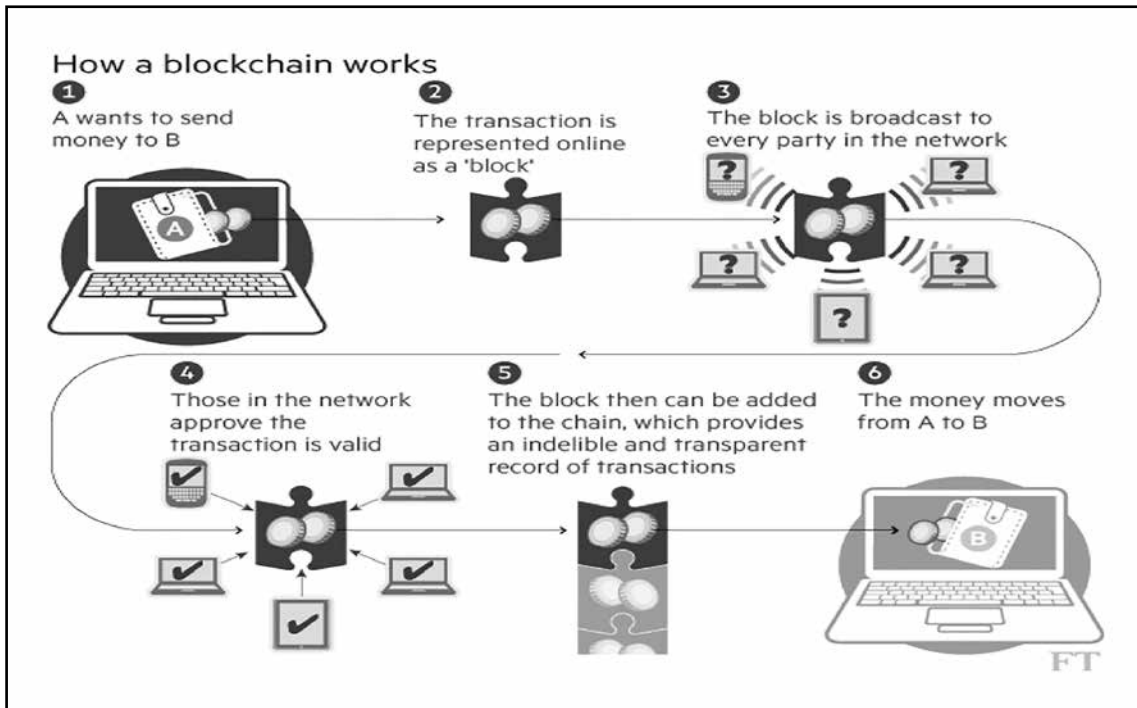 How a blockchain works
1
A wants to send
money to B
2
The transaction is
represented online
as a 'block'
3
The block is broadcast to
every party in the network
A
? ? ? ? ?
4
Those in the network
approve the
transaction is valid
5
The block then can be added
to the chain, which provides
an indelible and transparent
record of transactions
6
The money moves
from A to B
B
FT